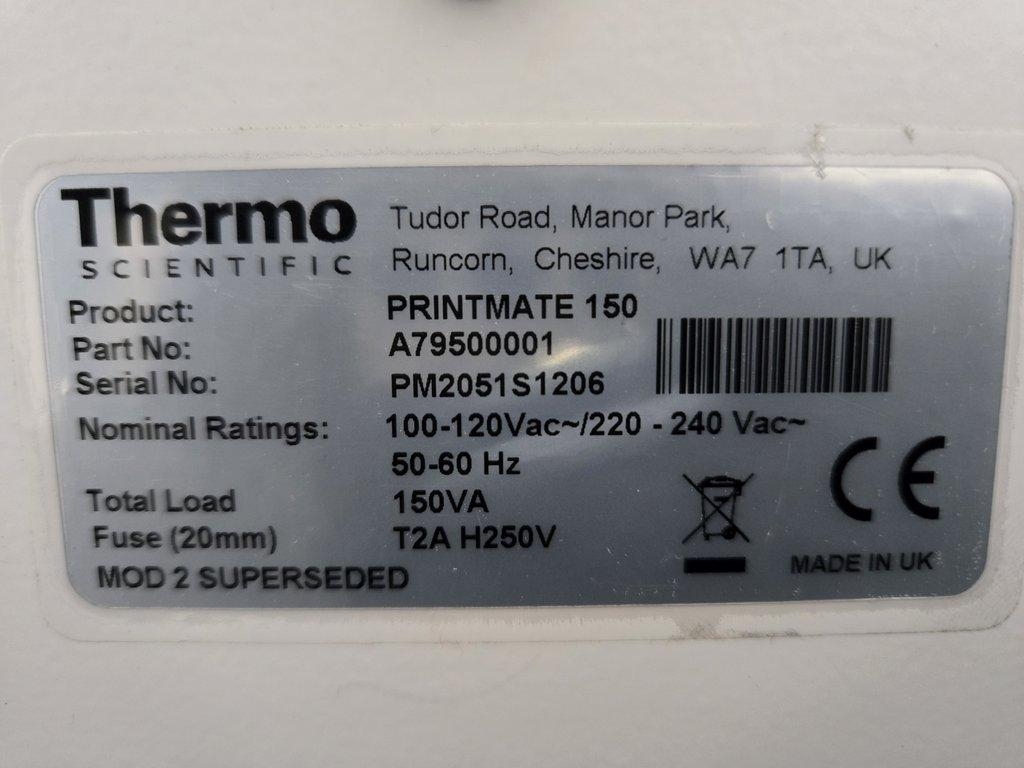 Thermo
SCIENTIFIC
Tudor Road, Manor Park,
Runcorn, Cheshire, WA7 1TA, UK
Product: PRINTMATE 150
Part No: A79500001
Serial No: PM2051S1206
Nominal Ratings: 100-120Vac~/220 - 240 Vac~
50-60 Hz
Total Load 150VA
Fuse (20mm) T2A H250V
MOD 2 SUPERSEDED
CE
MADE IN UK